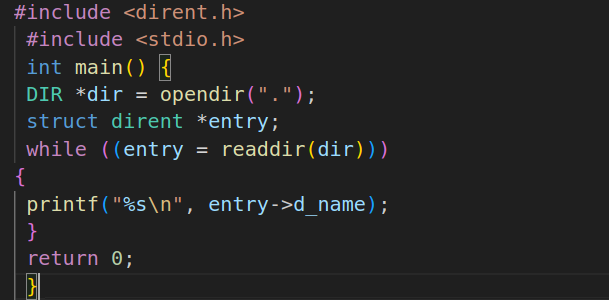 #include <dirent.h>
#include <stdio.h>
int main() {
DIR *dir = opendir(".");
struct dirent *entry;
while ((entry = readdir(dir)))
{
printf("%s\n", entry->d_name);
}
return 0;
}